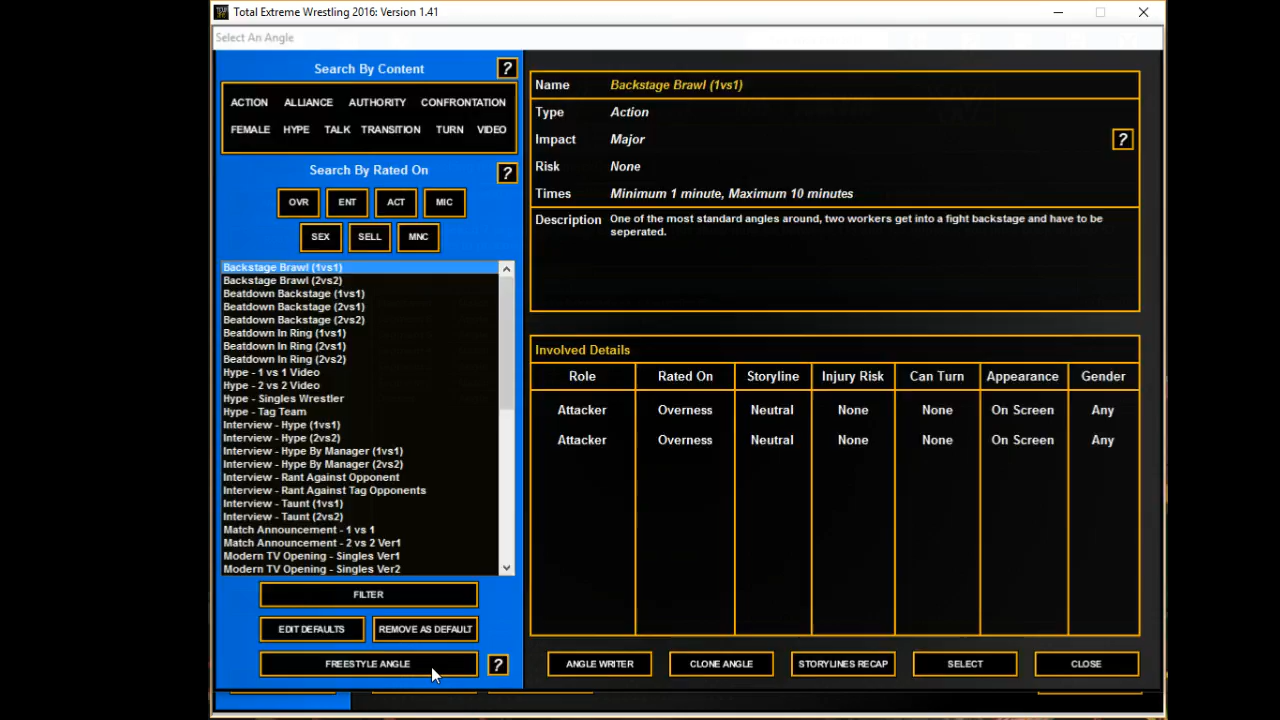 Total Extreme Wrestling 2016: Version 1.41
Select An Angle
Search By Content
?
ACTION ALLIANCE AUTHORITY CONFRONTATION
FEMALE HYPE TALK TRANSITION TURN VIDEO
Search By Rated On
?
OVR ENT ACT MIC
SEX SELL MNC
Backstage Brawl (1vs1)
Backstage Brawl (2vs2)
Beatdown Backstage (1vs1)
Beatdown Backstage (2vs1)
Beatdown Backstage (2vs2)
Beatdown In Ring (1vs1)
Beatdown In Ring (2vs1)
Beatdown In Ring (2vs2)
Hype - 1 vs 1 Video
Hype - 2 vs 2 Video
Hype - Singles Wrestler
Hype - Tag Team
Interview - Hype (1vs1)
Interview - Hype (2vs2)
Interview - Hype By Manager (1vs1)
Interview - Hype By Manager (2vs2)
Interview - Rant Against Opponent
Interview - Rant Against Tag Opponents
Interview - Taunt (1vs1)
Interview - Taunt (2vs2)
Match Announcement - 1 vs 1
Match Announcement - 2 vs 2 Ver1
Modern TV Opening - Singles Ver1
Modern TV Opening - Singles Ver2
FILTER
EDIT DEFAULTS REMOVE AS DEFAULT
FREESTYLE ANGLE ?
Name Backstage Brawl (1vs1)
Type Action
Impact Major ?
Risk None
Times Minimum 1 minute, Maximum 10 minutes
Description One of the most standard angles around, two workers get into a fight backstage and have to be
seperated.
Involved Details
Role Rated On Storyline Injury Risk Can Turn Appearance Gender
Attacker Overness Neutral None None On Screen Any
Attacker Overness Neutral None None On Screen Any
ANGLE WRITER CLONE ANGLE STORYLINES RECAP SELECT CLOSE